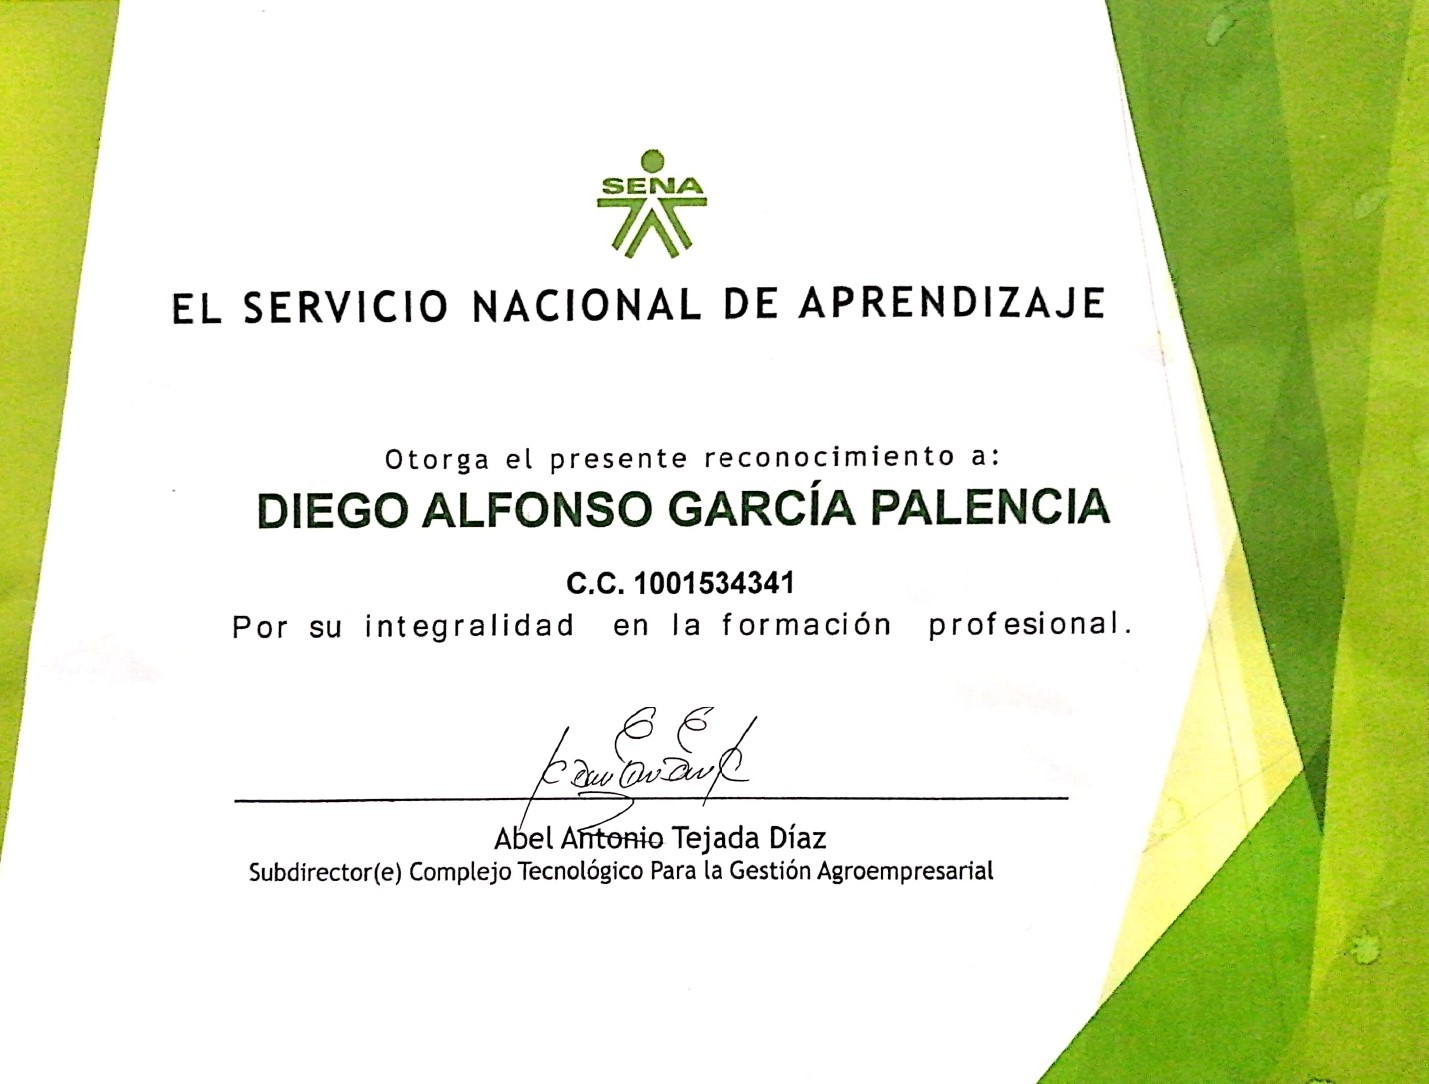 SENA
EL SERVICIO NACIONAL DE APRENDIZAJE
Otorga el presente reconocimiento a:
DIEGO ALFONSO GARCÍA PALENCIA
C.C. 1001534341
Por su integralidad en la formación profesional.
Abel Antonio Tejada Díaz
Subdirector(e) Complejo Tecnológico Para la Gestión Agroempresarial